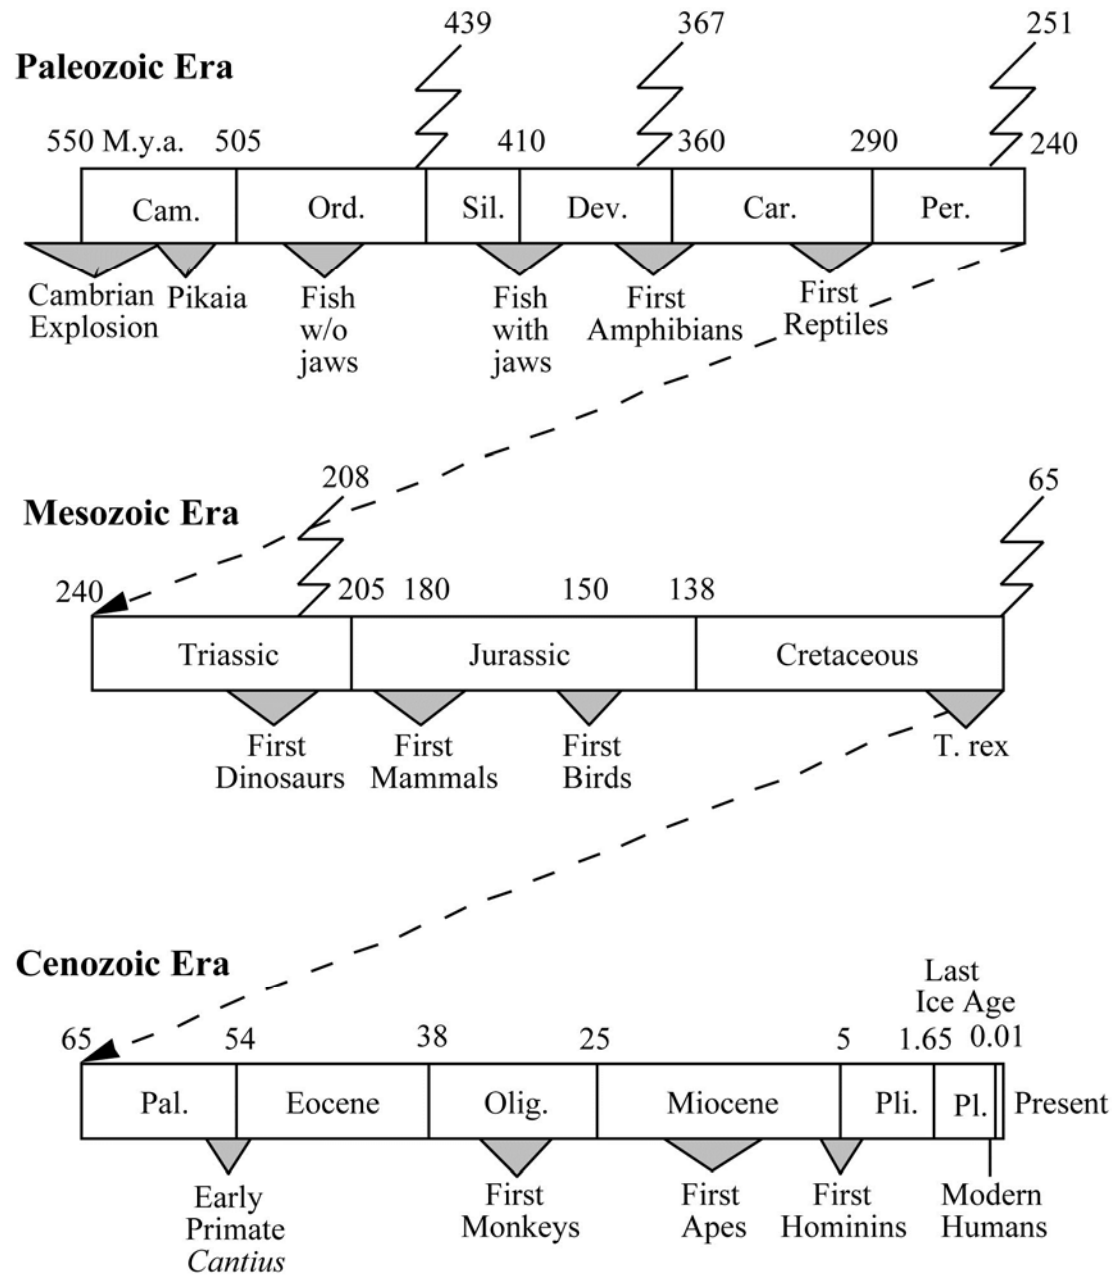 439 367 251
Paleozoic Era
550 M.y.a. 505 410 360 290 240
Cam. Ord. Sil. Dev. Car. Per.
Cambrian
Explosion
Pikaia
Fish
w/o
jaws
Fish
with
jaws
First
Amphibians
First
Reptiles
208 65
Mesozoic Era
240 205 180 150 138
Triassic Jurassic Cretaceous
First
Dinosaurs
First
Mammals
First
Birds
T. rex
Cenozoic Era
Last
Ice Age
65 54 38 25 5 1.65 0.01
Pal. Eocene Olig. Miocene Pli. Pl. Present
Early
Primate
Cantius
First
Monkeys
First
Apes
First
Hominins
Modern
Humans